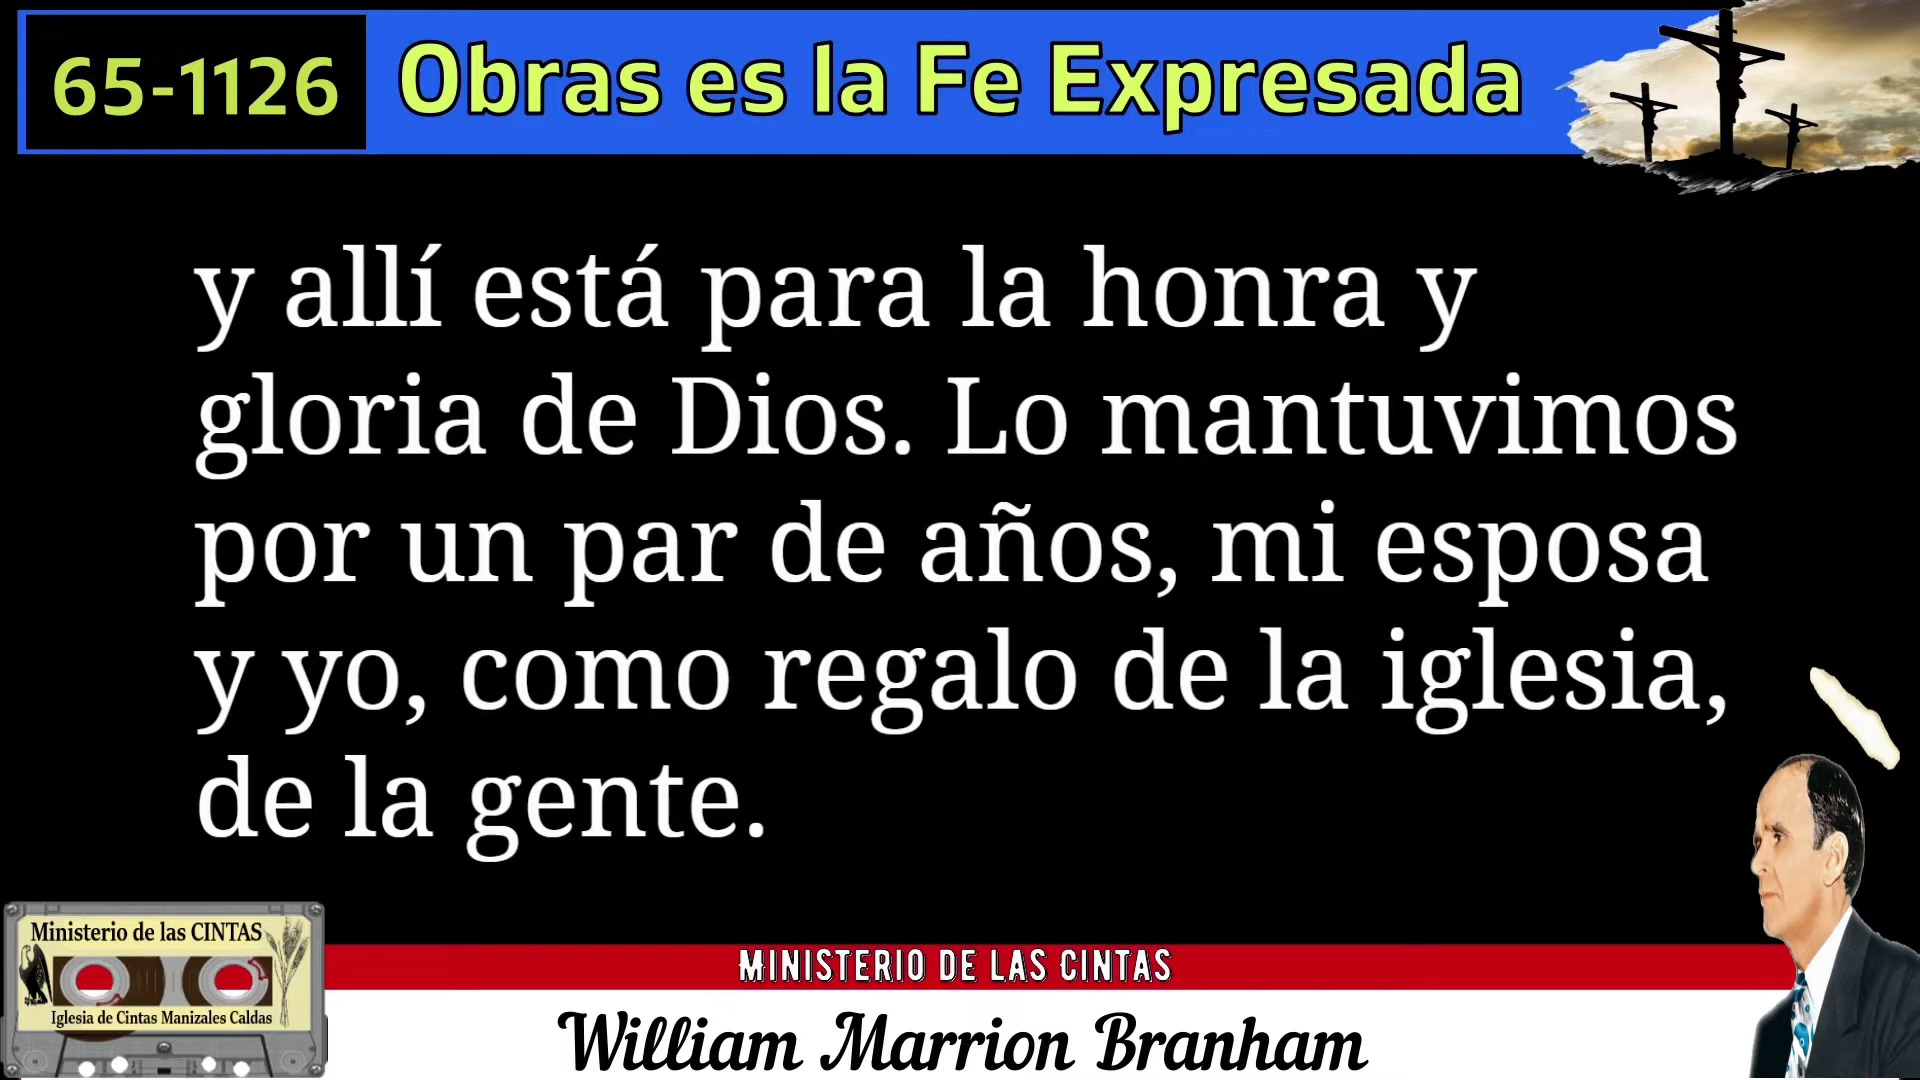 65-1126
Obras es la Fe Expresada
y allí está para la honra y
gloria de Dios. Lo mantuvimos
por un par de años, mi esposa
y yo, como regalo de la iglesia,
de la gente.
Ministerio de las CINTAS
Iglesia de Cintas Manizales Caldas
MINISTERIO DE LAS CINTAS
William Marrion Branham